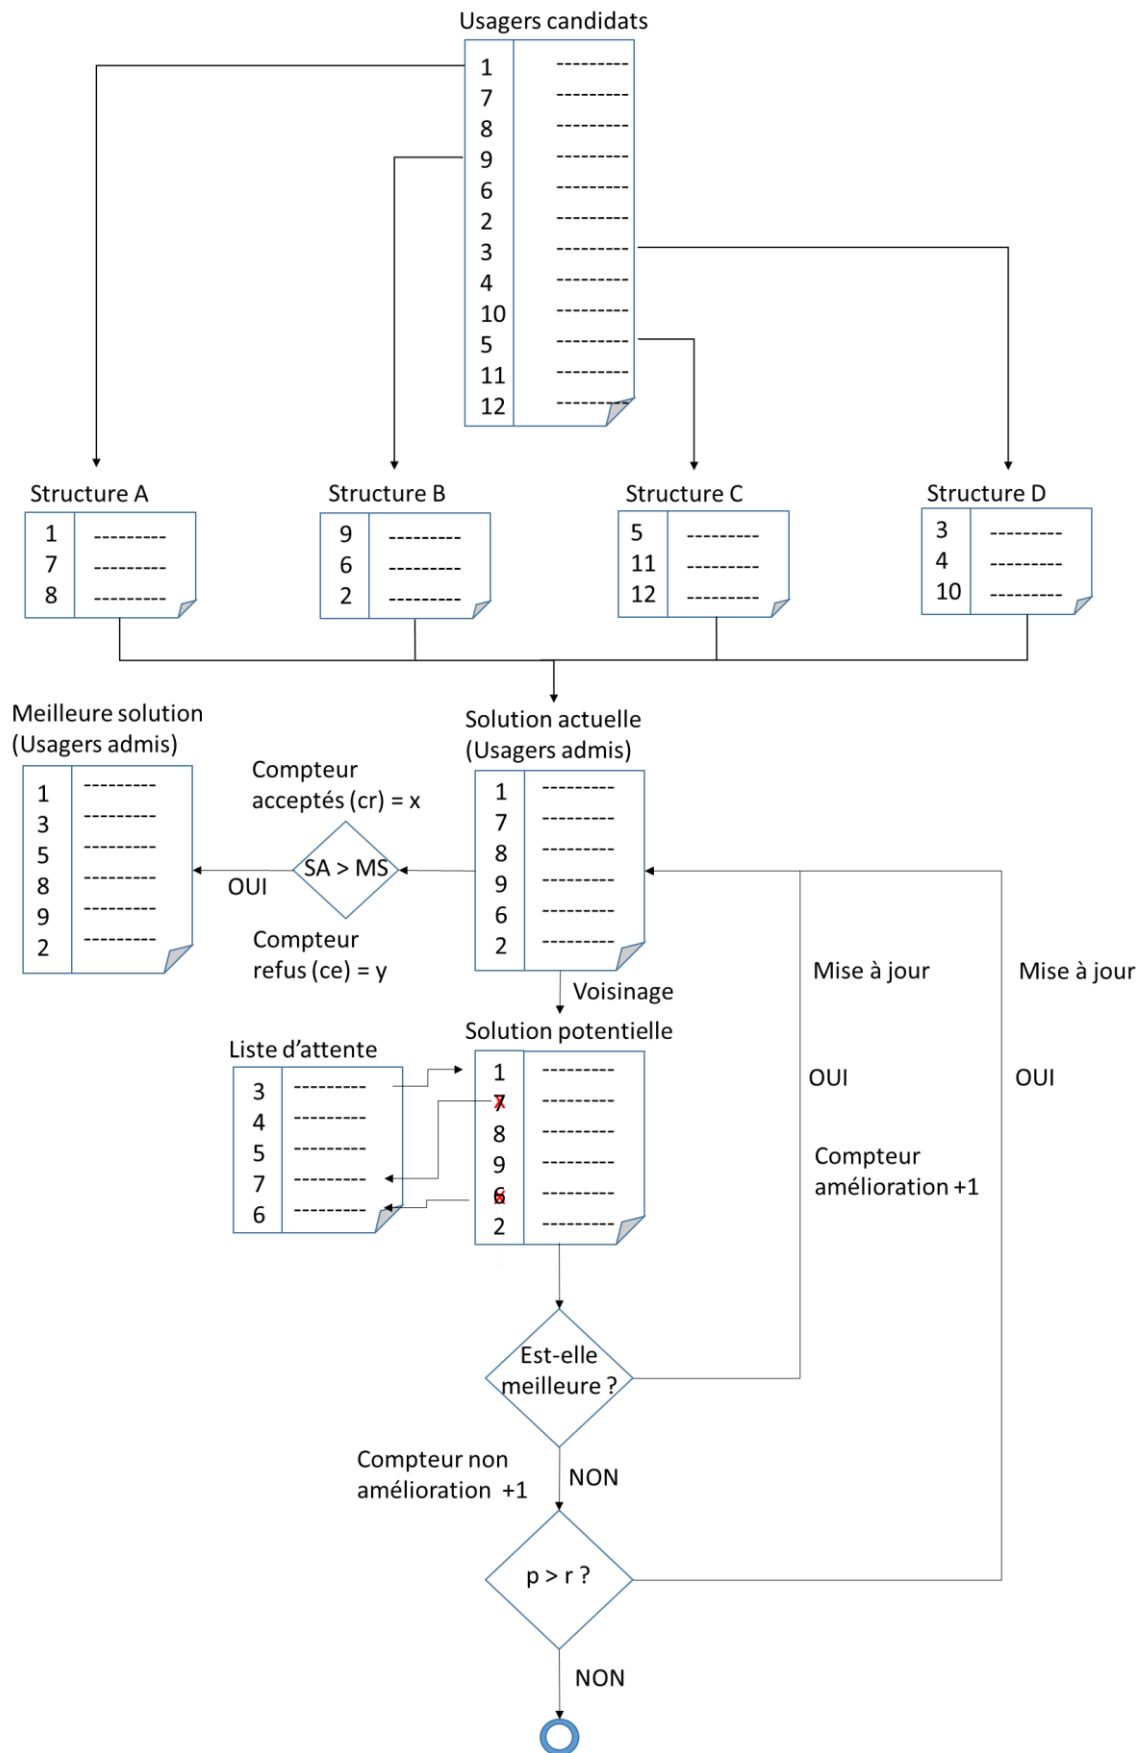 Usagers candidats
1 ---------
7 ---------
8 ---------
9 ---------
6 ---------
2 ---------
3 ---------
4 ---------
10 ---------
5 ---------
11 ---------
12 ---------
Structure A
1 ---------
7 ---------
8 ---------
Structure B
9 ---------
6 ---------
2 ---------
Structure C
5 ---------
11 ---------
12 ---------
Structure D
3 ---------
4 ---------
10 ---------
Meilleure solution
(Usagers admis)
1 ---------
3 ---------
5 ---------
8 ---------
9 ---------
2 ---------
Compteur
acceptés (cr) = x
SA > MS
OUI
Compteur
refus (ce) = y
Solution actuelle
(Usagers admis)
1 ---------
7 ---------
8 ---------
9 ---------
6 ---------
2 ---------
Mise à jour
Mise à jour
Voisinage
Liste d'attente
3 ---------
4 ---------
5 ---------
7 ---------
6 ---------
Solution potentielle
1 ---------
7 x ---------
8 ---------
9 ---------
6 x ---------
2 ---------
OUI
OUI
Compteur
amélioration +1
Est-elle
meilleure ?
Compteur non
amélioration +1
NON
p > r ?
NON